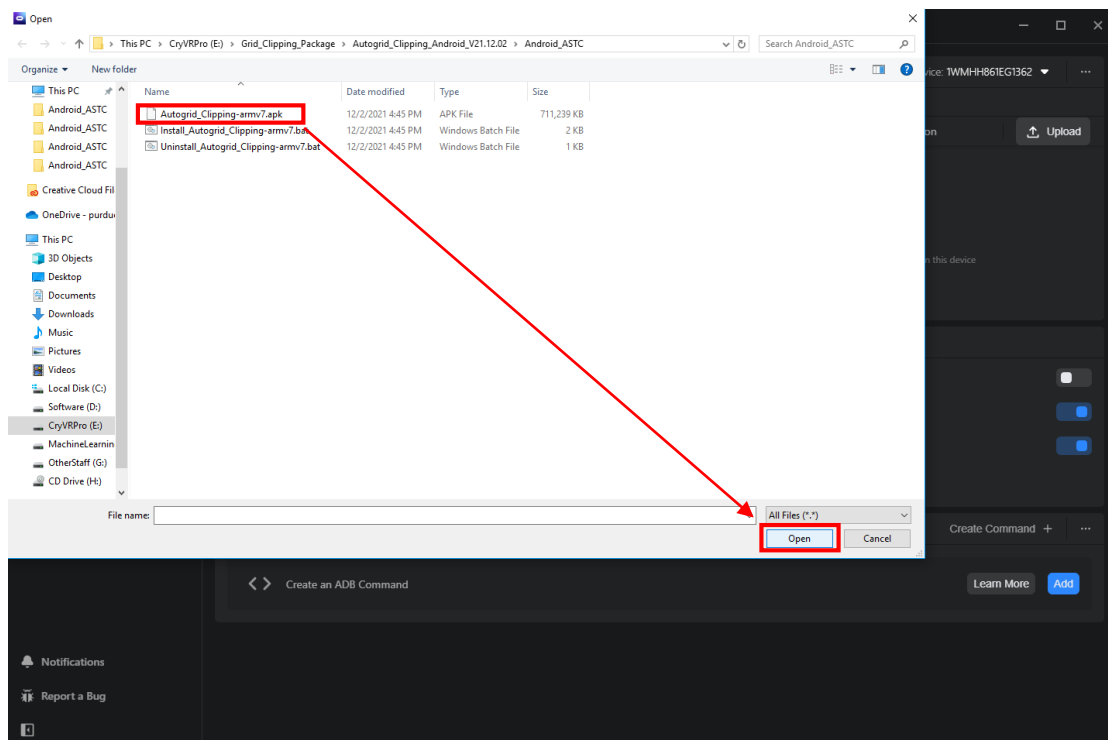 Open
This PC > CryVRPro (E:) > Grid_Clipping_Package > Autogrid_Clipping_Android_V21.12.02 > Android_ASTC
Search Android_ASTC
Organize
New folder
vice: 1WMHH861EG1362
Name
Date modified
Type
Size
Autogrid_Clipping-armv7.apk 12/2/2021 4:45 PM APK File 711,239 KB
Install_Autogrid_Clipping-armv7.bat 12/2/2021 4:45 PM Windows Batch File 2 KB
Uninstall_Autogrid_Clipping-armv7.bat 12/2/2021 4:45 PM Windows Batch File 1 KB
This PC
Android_ASTC
Android_ASTC
Android_ASTC
Android_ASTC
Creative Cloud Fil
OneDrive - purdu
This PC
3D Objects
Desktop
Documents
Downloads
Music
Pictures
Videos
Local Disk (C:)
Software (D:)
CryVRPro (E:)
MachineLearnin
OtherStaff (G:)
CD Drive (H:)
on
Upload
n this device
File name:
All Files (*.*)
Open
Cancel
Create Command +
Create an ADB Command
Learn More
Add
Notifications
Report a Bug